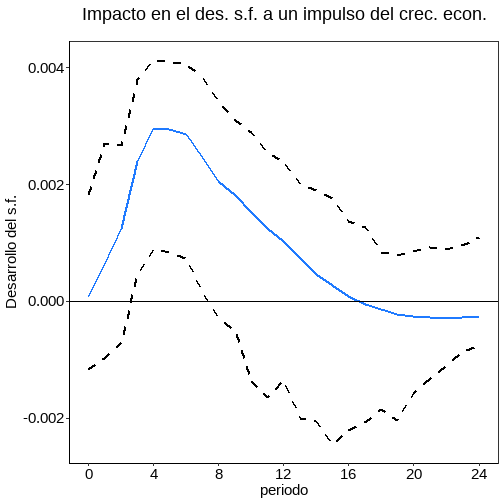 Impacto en el des. s.f. a un impulso del crec. econ.
Desarrollo del s.f.
0.004
0.002
0.000
-0.002
0 4 8 12 16 20 24
periodo